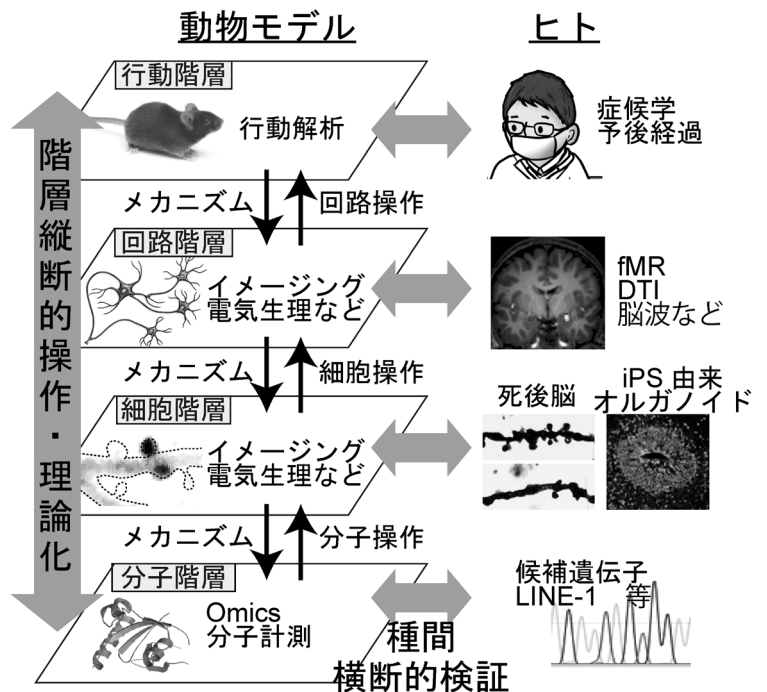 動物モデル
ヒト
行動階層
行動解析
症候学
予後経過
メカニズム
回路操作
回路階層
イメージング
電気生理など
fMR
DTI
脳波など
メカニズム
細胞操作
細胞階層
イメージング
電気生理など
死後脳
iPS 由来
オルガノイド
メカニズム
分子操作
分子階層
Omics
分子計測
候補遺伝子
LINE-1 等
種間
横断的検証
階層縦断的操作・理論化